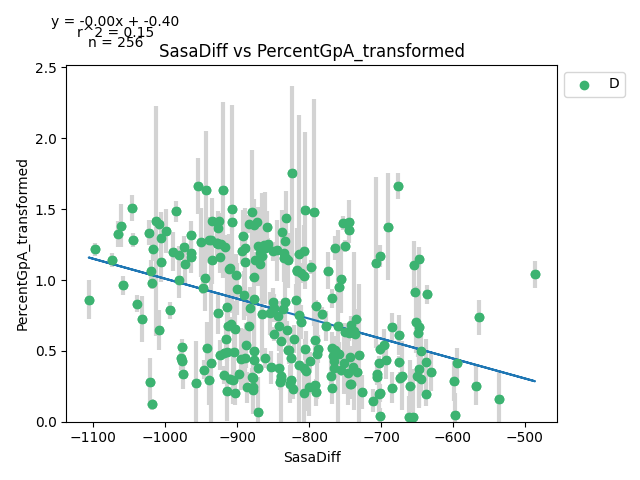 y = -0.00x + -0.40
r^2 = 0.15
n = 256
SasaDiff vs PercentGpA_transformed
D
PercentGpA_transformed
2.5
2.0
1.5
1.0
0.5
0.0
−1100 −1000 −900 −800 −700 −600 −500
SasaDiff